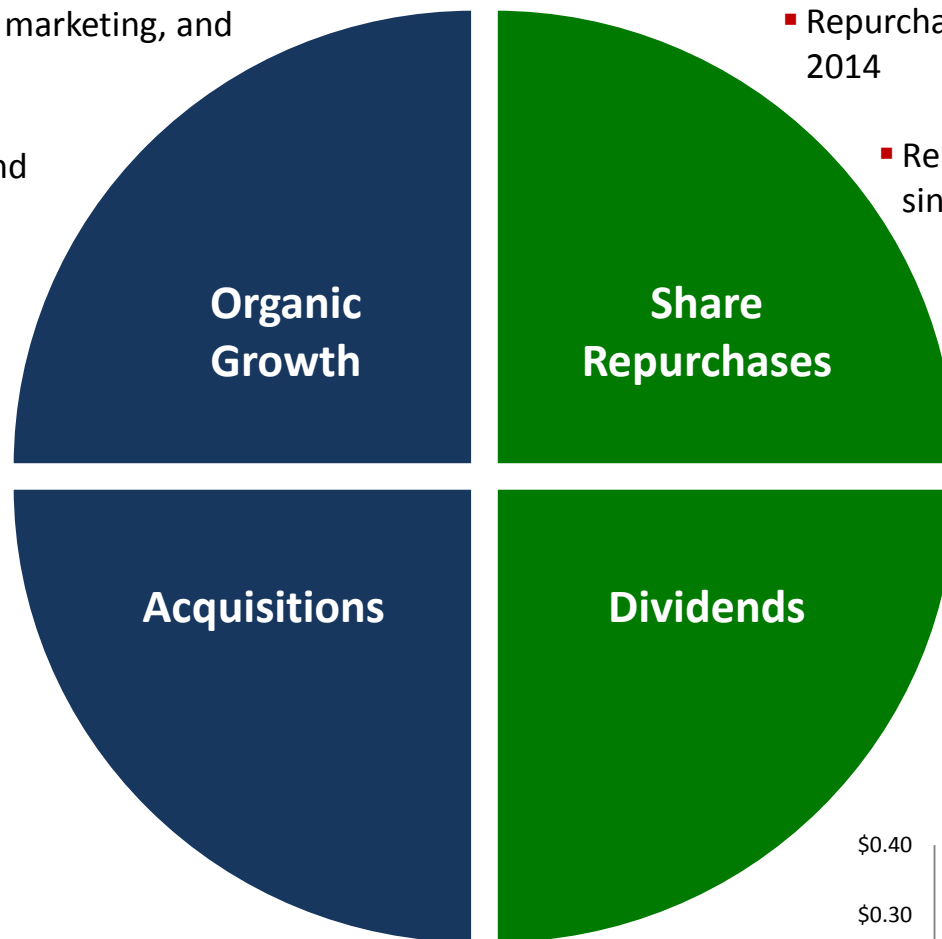 marketing, and
nd
Repurcha
2014
Re
sin
Organic
Growth
Share
Repurchases
Acquisitions
Dividends
$0.40
$0.30